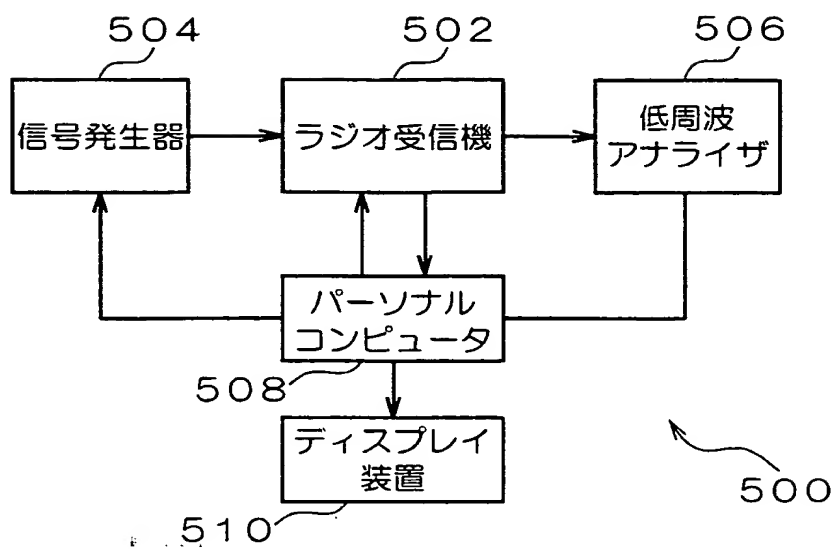 504
502
506
信号発生器
ラジオ受信機
低周波
アナライザ
パーソナル
コンピュータ
508
ディスプレイ
装置
500
510